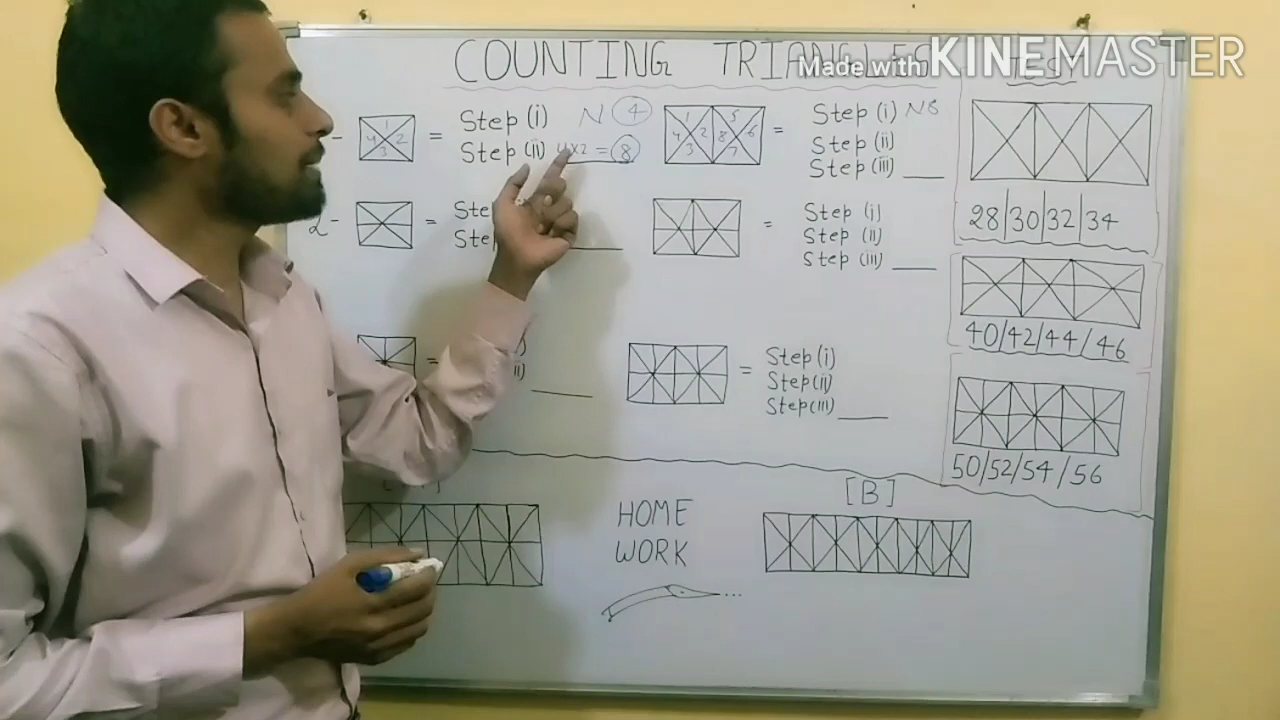 COUNTING TRIANGLES
Made with KINEMASTER
TEST
Step (i) N 4
Step (ii) 4x2 = 8
1 2 3 4
=
1 2 3 4 5 6 7 8
=
Step (i) N8
Step (ii)
Step (iii)
28/30/32/34
2-
=
=
Step (i)
Step (ii)
Step (iii)
40/42/44/46
=
=
Step (i)
Step (ii)
Step (iii)
50/52/54/56
HOME
WORK
[B]